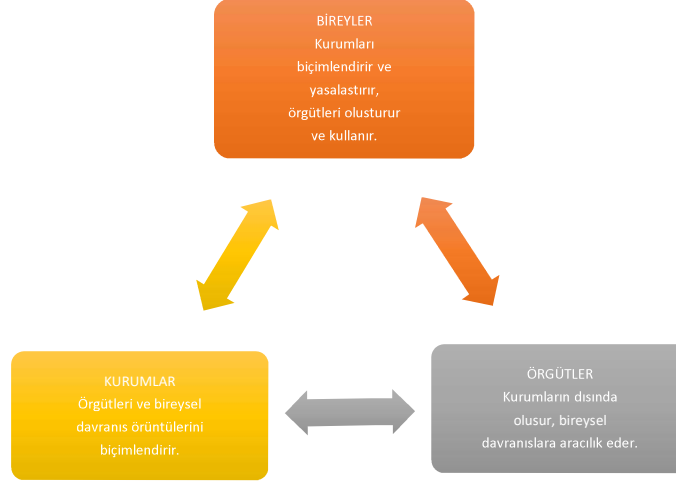 BİREYLER
Kurumları
biçimlendirir ve
yasalastırır,
örgütleri olusturur
ve kullanır.
KURUMLAR
Örgütleri ve bireysel
davranıs örüntülerini
biçimlendirir.
ÖRGÜTLER
Kurumların dısında
olusur, bireysel
davranıslara aracılık eder.